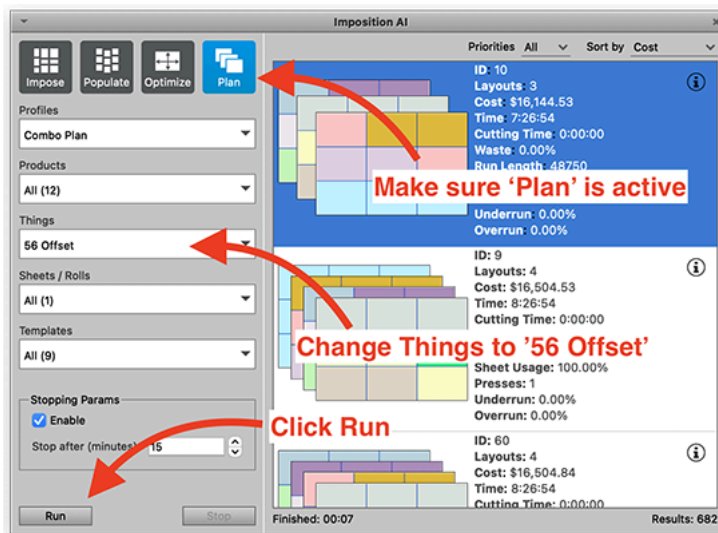 Imposition AI
Impose
Populate
Optimize
Plan
Profiles
Combo Plan
Products
All (12)
Things
56 Offset
Sheets / Rolls
All (1)
Templates
All (9)
Stopping Params
Enable
Stop after (minutes) 15
Run
Stop
Priorities All
Sort by Cost
ID: 10
Layouts: 3
Cost: $16,144.53
Time: 7:26:54
Cutting Time: 0:00:00
Waste: 0.00%
Run Length: 48750
Make sure ‘Plan’ is active
Underrun: 0.00%
Overrun: 0.00%
ID: 9
Layouts: 4
Cost: $16,504.53
Time: 8:26:54
Cutting Time: 0:00:00
Change Things to ’56 Offset’
Sheet Usage: 100.00%
Presses: 1
Underrun: 0.00%
Overrun: 0.00%
Click Run
ID: 60
Layouts: 4
Cost: $16,504.84
Time: 8:26:54
Cutting Time: 0:00:00
Finished: 00:07
Results: 682